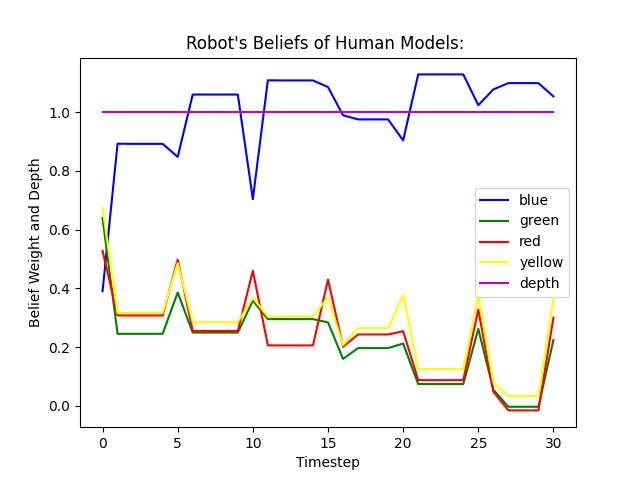 Robot's Beliefs of Human Models:
Belief Weight and Depth
1.0
0.8
0.6
0.4
0.2
0.0
blue
green
red
yellow
depth
0 5 10 15 20 25 30
Timestep